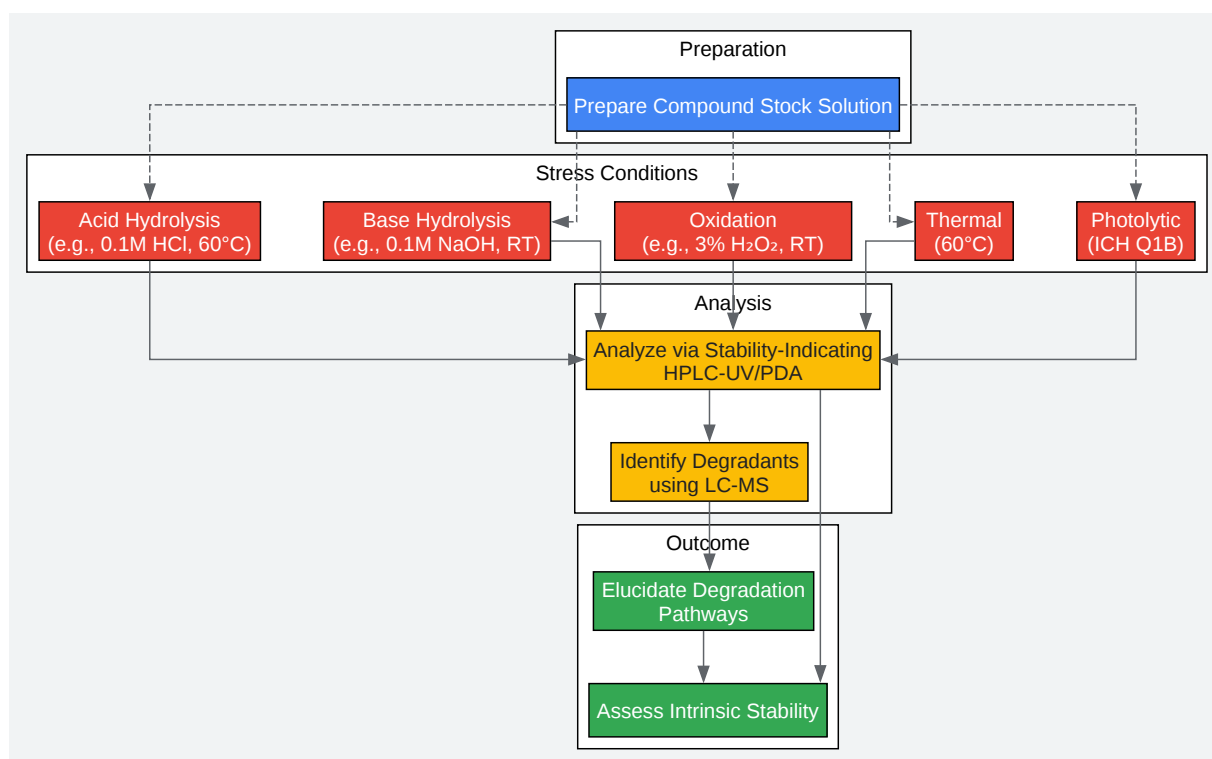 Preparation
Prepare Compound Stock Solution
Stress Conditions
Acid Hydrolysis
(e.g., 0.1M HCl, 60°C)
Base Hydrolysis
(e.g., 0.1M NaOH, RT)
Oxidation
(e.g., 3% H₂O₂, RT)
Thermal
(60°C)
Photolytic
(ICH Q1B)
Analysis
Analyze via Stability-Indicating
HPLC-UV/PDA
Identify Degradants
using LC-MS
Outcome
Elucidate Degradation
Pathways
Assess Intrinsic Stability